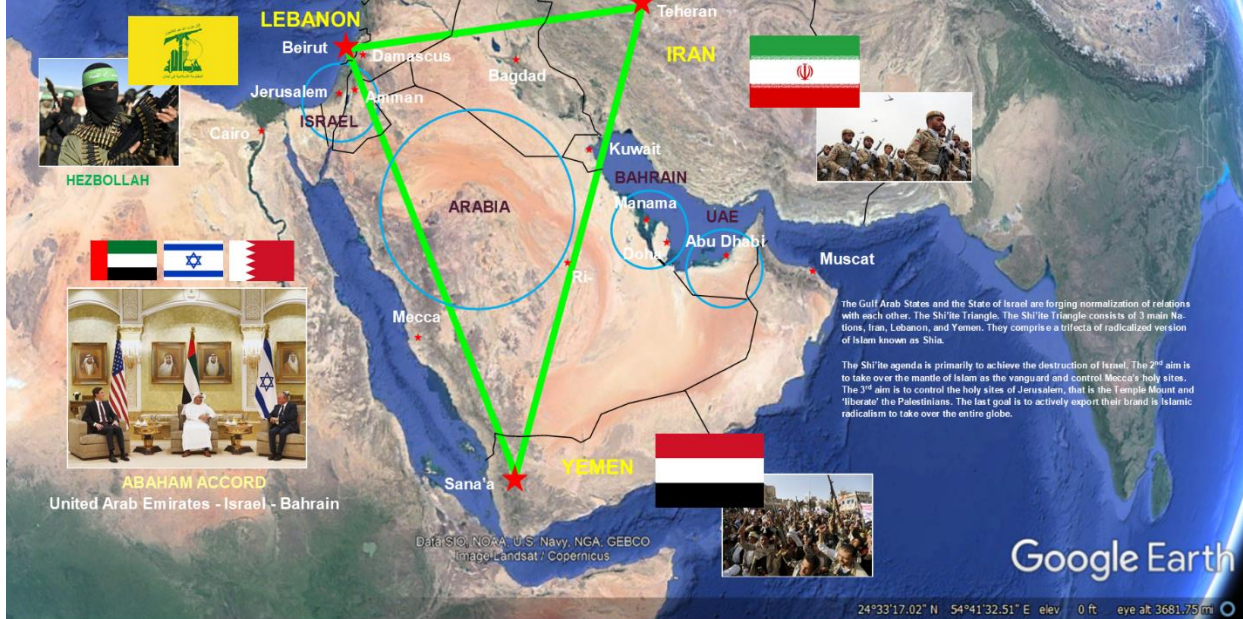 LEBANON
Teheran
Beirut
Damascus
IRAN
Bagdad
Jerusalem
Amman
ISRAEL
Cairo
Kuwait
HEZBOLLAH
BAHRAIN
Manama
ARABIA
UAE
Abu Dhabi
Doha
Muscat
Ri-
Mecca
The Gulf Arab States and the State of Israel are forging normalization of relations
with each other. The Shi'ite Triangle. The Shi'ite Triangle consists of 3 main Na-
tions, Iran, Lebanon, and Yemen. They comprise a trifecta of radicalized version
of Islam known as Shia.
The Shi'ite agenda is primarily to achieve the destruction of Israel. The 2nd aim is
to take over the mantle of Islam as the vanguard and control Mecca's holy sites.
The 3rd aim is to control the holy sites of Jerusalem, that is the Temple Mount and
'liberate' the Palestinians. The last goal is to actively export their brand is Islamic
radicalism to take over the entire globe.
YEMEN
Sana'a
ABAHAM ACCORD
United Arab Emirates - Israel - Bahrain
Data SIO, NOAA, U.S. Navy, NGA, GEBCO
Image Landsat / Copernicus
Google Earth
24°33'17.02" N 54°41'32.51" E elev 0 ft eye alt 3681.75 mi